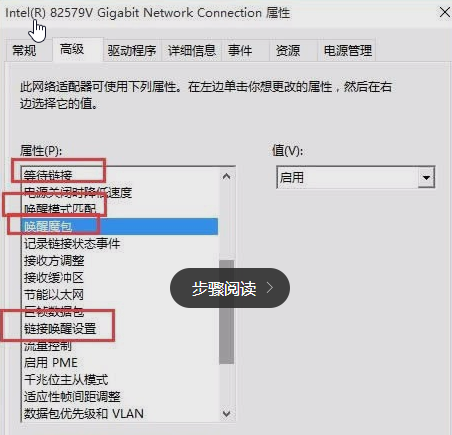 Intel(R) 82579V Gigabit Network Connection 属性
常规
高级
驱动程序
详细信息
事件
资源
电源管理
此网络适配器可使用下列属性。在左边单击你想更改的属性，然后在右
边选择它的值。
属性(P):
值(V):
等待链接
启用
电源关闭时降低速度
唤醒模式匹配
唤醒魔包
记录链接状态事件
接收方调整
接收缓冲区
步骤阅读
节能以太网
巨帧数据包
链接唤醒设置
流量控制
启用 PME
千兆位主从模式
适应性帧间距调整
数据包优先级和 VLAN